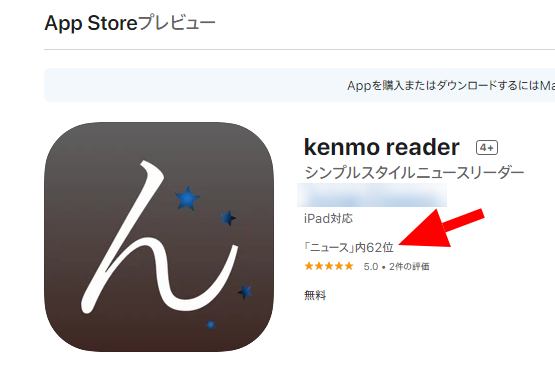 App Storeプレビュー
Appを購入またはダウンロードするにはMa
ん
kenmo reader 4+
シンプルスタイルニュースリーダー
iPad対応
「ニュース」内62位
★★★★★ 5.0 • 2件の評価
無料